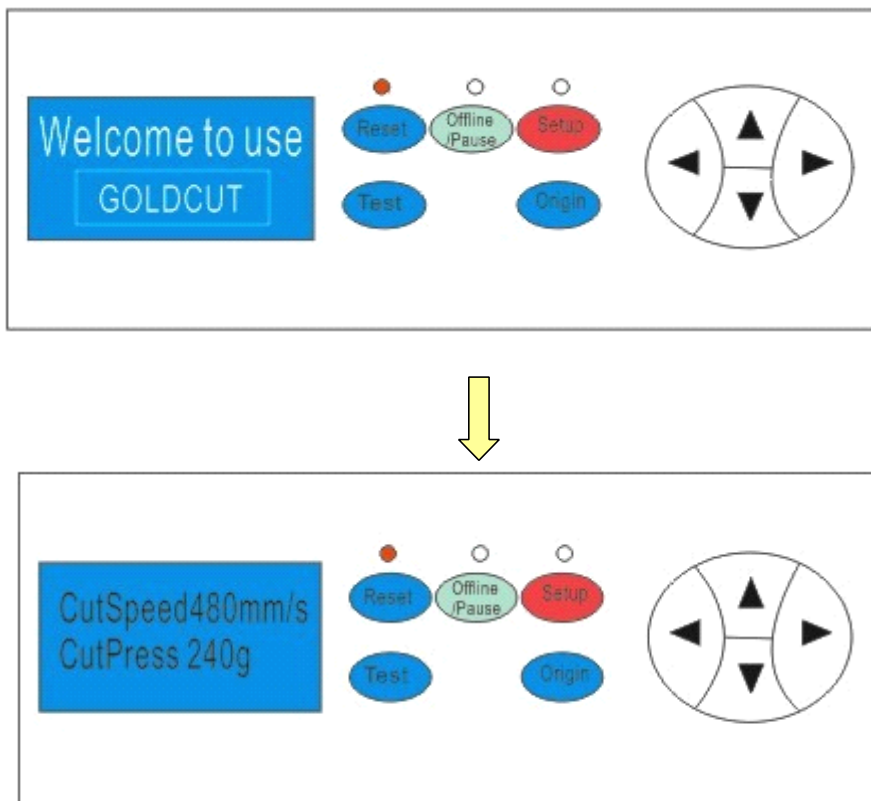 Welcome to use
GOLDCUT
Reset
Offline
/Pause
Setup
Test
Origin
CutSpeed480mm/s
CutPress 240g
Reset
Offline
/Pause
Setup
Test
Origin